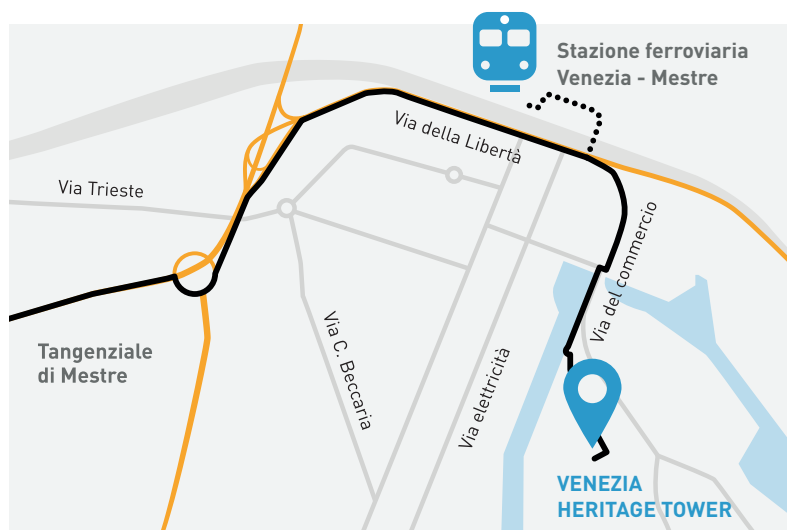 Stazione ferroviaria
Venezia - Mestre
Via della Libertà
Via Trieste
Via del commercio
Tangenziale
di Mestre
Via C. Beccaria
Via elettricità
VENEZIA
HERITAGE TOWER